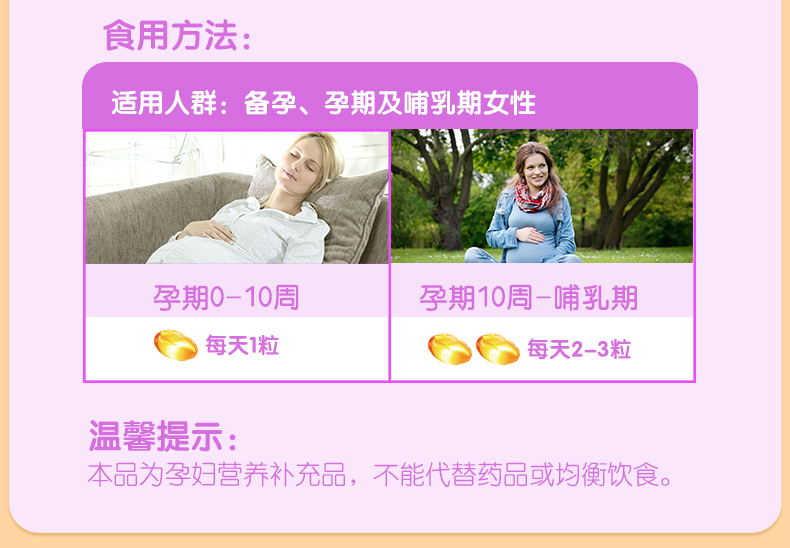 食用方法：
适用人群：备孕、孕期及哺乳期女性
孕期0-10周
孕期10周-哺乳期
每天1粒
每天2-3粒
温馨提示：
本品为孕妇营养补充品，不能代替药品或均衡饮食。